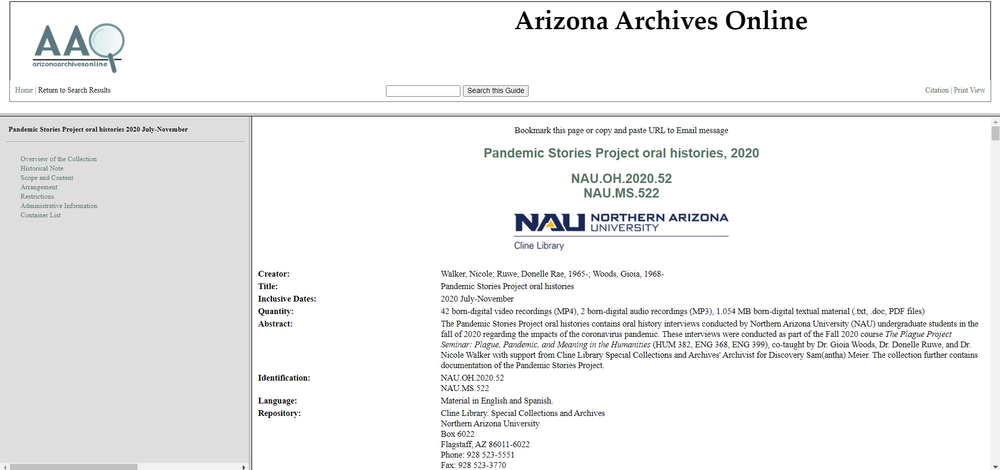 Arizona Archives Online
AAO
arizonaarchivesonline
Home | Return to Search Results
Search this Guide
Citation | Print View
Pandemic Stories Project oral histories 2020 July-November
Overview of the Collection
Historical Note
Scope and Content
Arrangement
Restrictions
Administrative Information
Container List
Bookmark this page or copy and paste URL to Email message
Pandemic Stories Project oral histories, 2020
NAU.OH.2020.52
NAU.MS.522
NAU NORTHERN ARIZONA
UNIVERSITY
Cline Library
Creator: Walker, Nicole; Ruwe, Donelle Rae, 1965-; Woods, Gioia, 1968-
Title: Pandemic Stories Project oral histories
Inclusive Dates: 2020 July-November
Quantity: 42 born-digital video recordings (MP4), 2 born-digital audio recordings (MP3), 1.054 MB born-digital textual material (.txt, .doc, PDF files)
Abstract: The Pandemic Stories Project oral histories contains oral history interviews conducted by Northern Arizona University (NAU) undergraduate students in the
fall of 2020 regarding the impacts of the coronavirus pandemic. These interviews were conducted as part of the Fall 2020 course The Plague Project
Seminar: Plague, Pandemic, and Meaning in the Humanities (HUM 382, ENG 368, ENG 399), co-taught by Dr. Gioia Woods, Dr. Donelle Ruwe, and Dr.
Nicole Walker with support from Cline Library Special Collections and Archives' Archivist for Discovery Sam(antha) Meier. The collection further contains
documentation of the Pandemic Stories Project.
Identification: NAU.OH.2020.52
NAU.MS.522
Language: Material in English and Spanish.
Repository: Cline Library. Special Collections and Archives
Northern Arizona University
Box 6022
Flagstaff, AZ 86011-6022
Phone: 928 523-5551
Fax: 928 523-3770